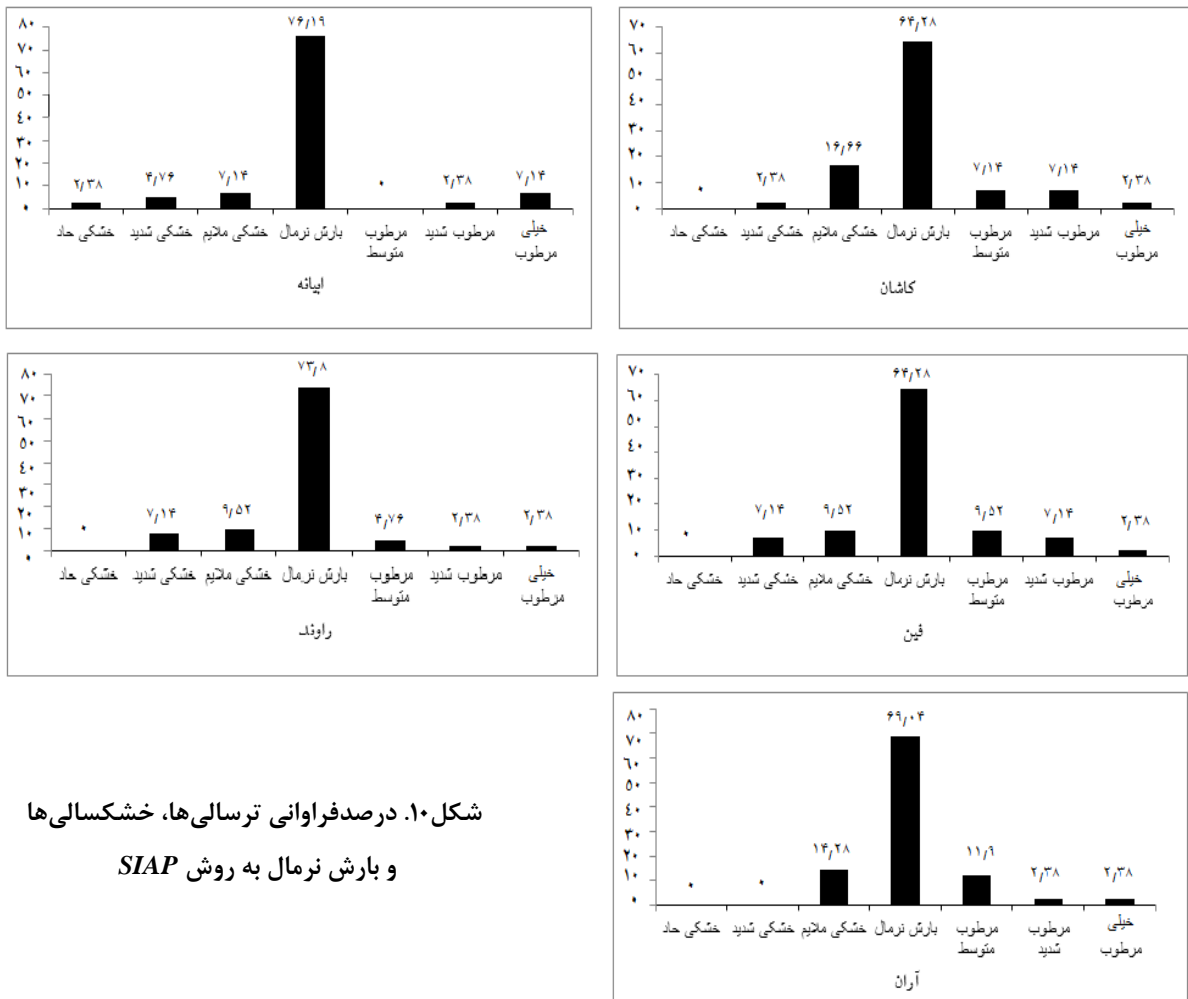 ۸۰
۷۰
۶۰
۵۰
۴۰
۳۰
۲۰
۱۰
۰
۲٫۳۸
۴٫۷۶
۷٫۱۴
۷۶٫۱۹
۰
۲٫۳۸
۷٫۱۴
خشکی حاد
خشکی شدید
خشکی ملایم
بارش نرمال
مرطوب
متوسط
مرطوب شدید
خیلی
مرطوب
ابیانه
۷۰
۶۰
۵۰
۴۰
۳۰
۲۰
۱۰
۰
۰
۲٫۳۸
۱۶٫۶۶
۶۴٫۲۸
۷٫۱۴
۷٫۱۴
۲٫۳۸
خشکی حاد
خشکی شدید
خشکی ملایم
بارش نرمال
مرطوب
متوسط
مرطوب شدید
خیلی
مرطوب
کاشان
۸۰
۷۰
۶۰
۵۰
۴۰
۳۰
۲۰
۱۰
۰
۰
۷٫۱۴
۹٫۵۲
۷۳٫۸
۴٫۷۶
۲٫۳۸
۲٫۳۸
خشکی حاد
خشکی شدید
خشکی ملایم
بارش نرمال
مرطوب
متوسط
مرطوب شدید
خیلی
مرطوب
راوند
۷۰
۶۰
۵۰
۴۰
۳۰
۲۰
۱۰
۰
۰
۷٫۱۴
۹٫۵۲
۶۴٫۲۸
۹٫۵۲
۷٫۱۴
۲٫۳۸
خشکی حاد
خشکی شدید
خشکی ملایم
بارش نرمال
مرطوب
متوسط
مرطوب شدید
خیلی
مرطوب
فین
۸۰
۷۰
۶۰
۵۰
۴۰
۳۰
۲۰
۱۰
۰
۰
۰
۱۴٫۲۸
۶۹٫۰۴
۱۱٫۹
۲٫۳۸
۲٫۳۸
خشکی حاد
خشکی شدید
خشکی ملایم
بارش نرمال
مرطوب
متوسط
مرطوب
شدید
خیلی
مرطوب
آران
شکل۱۰. درصدفراوانی ترسالی‌ها، خشکسالی‌ها
و بارش نرمال به روش SIAP